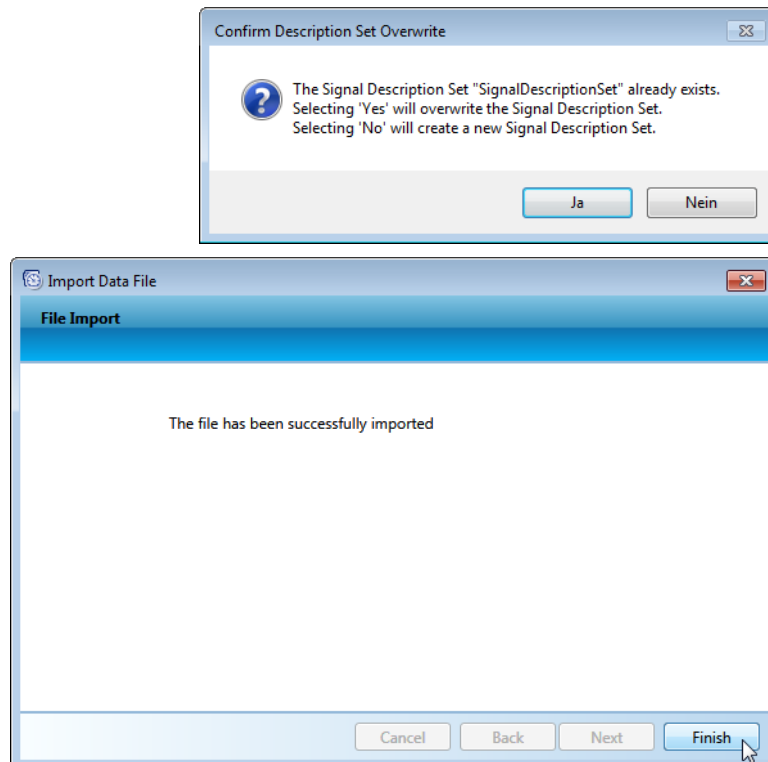 Confirm Description Set Overwrite
The Signal Description Set "SignalDescriptionSet" already exists.
Selecting 'Yes' will overwrite the Signal Description Set.
Selecting 'No' will create a new Signal Description Set.
Ja Nein
Import Data File
File Import
The file has been successfully imported
Cancel Back Next Finish